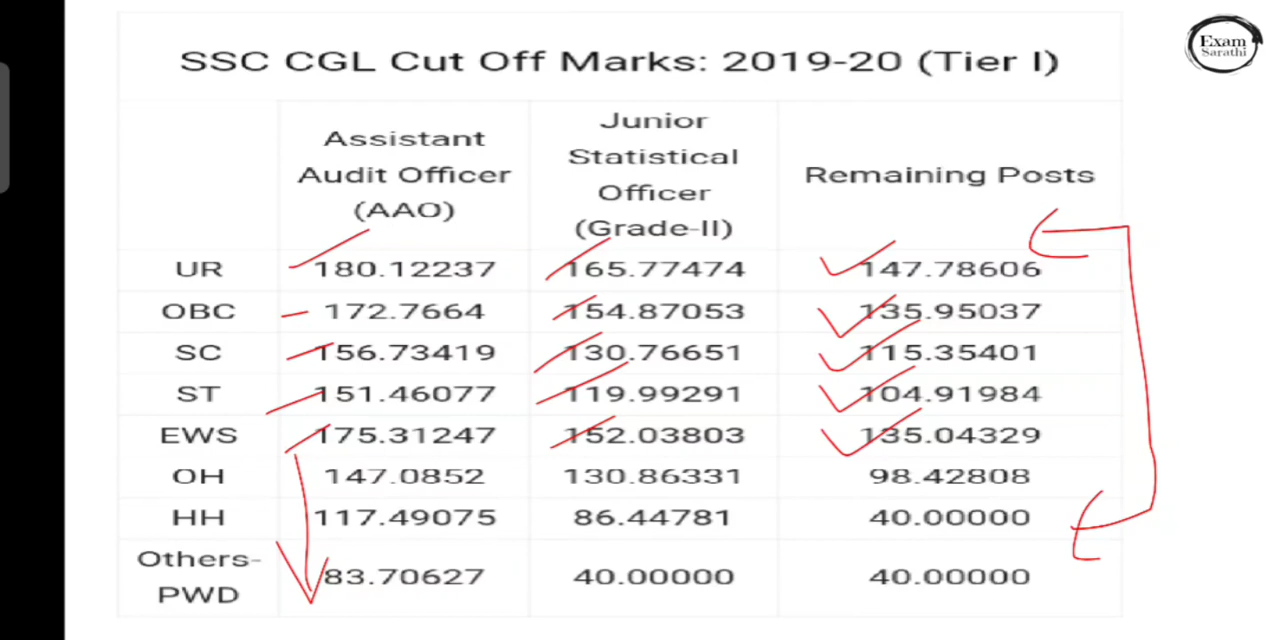 Exam
Sarathi
SSC CGL Cut Off Marks: 2019-20 (Tier I)
Assistant Audit Officer (AAO) Junior Statistical Officer (Grade-II) Remaining Posts
UR 180.12237 165.77474 147.78606
OBC 172.7664 154.87053 135.95037
SC 156.73419 130.76651 115.35401
ST 151.46077 119.99291 104.91984
EWS 175.31247 152.03803 135.04329
OH 147.0852 130.86331 98.42808
HH 117.49075 86.44781 40.00000
Others-PWD 83.70627 40.00000 40.00000